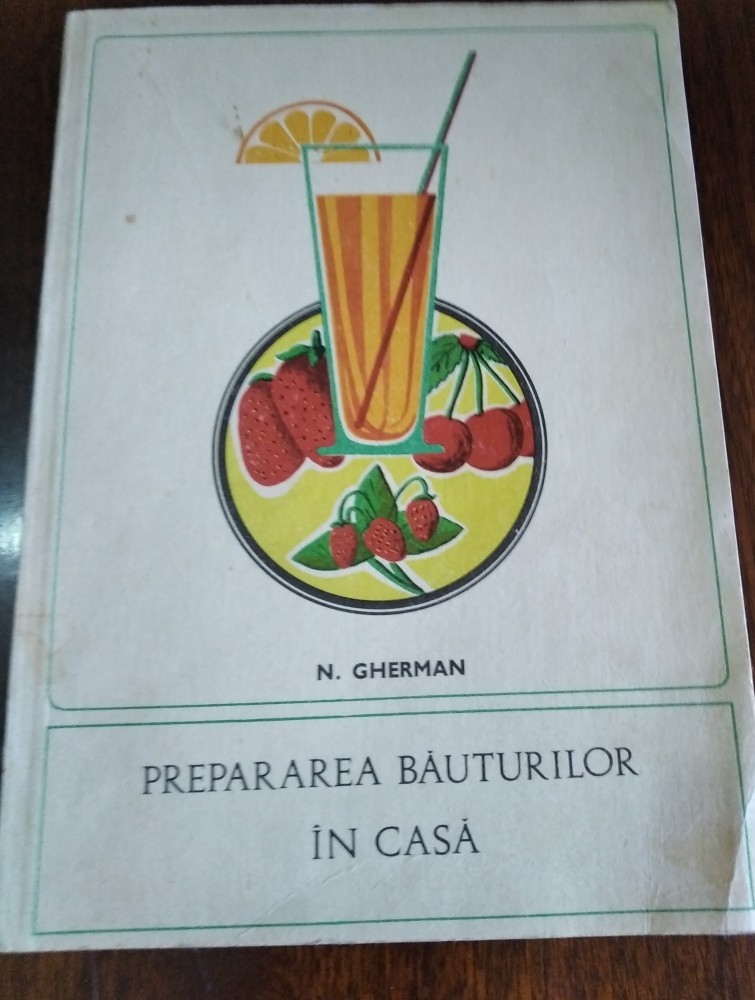 N. GHERMAN
PREPARAREA BĂUTURILOR
ÎN CASĂ